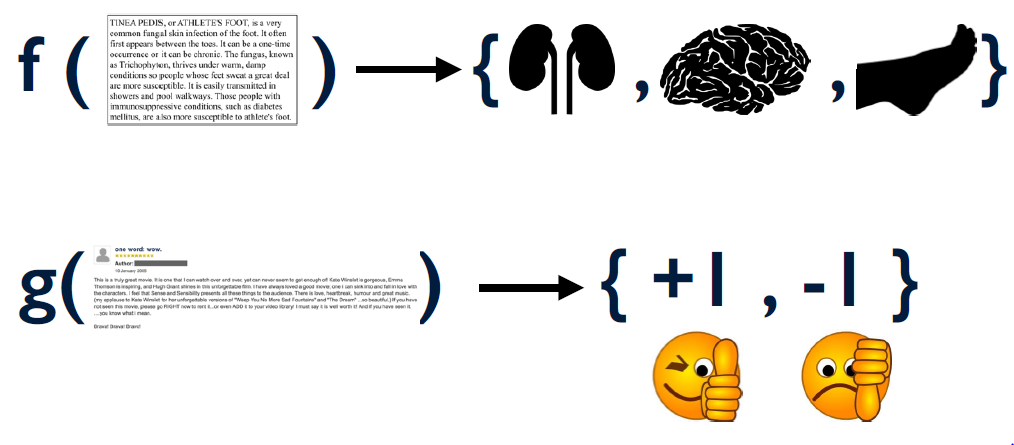 f ( ) { , , }
TINEA PEDIS, or ATHLETE'S FOOT, is a very
common fungal skin infection of the foot. It often
first appears between the toes. It can be a one-time
occurrence or it can be chronic. The fungus, known
as Trichophyton, thrives under warm, damp
conditions so people whose feet sweat a great deal
are more susceptible. It is easily transmitted in
showers and pool walkways. Those people with
immunosuppressive conditions, such as diabetes
mellitus, are also more susceptible to athlete's foot.
g( ) { +1 , -1 }
one word: wow.
Author:
19 January 2003
This is a truly great movie. It is one that I can watch over and over, yet can never seem to get enough of! Kate Winslet is gorgeous, Emma
Thomson is inspiring, and Hugh Grant shines in this unforgettable film. I have always loved a good movie; one I can sink into and fall in love with
the characters. I feel that Sense and Sensibility presents all these things to the audience. There is love, heartbreak, humour and great music.
(my applause to Kate Winslet for her unforgettable versions of "Weep You No More Sad Fountains" and "The Dream" ...so beautiful.) If you have
not seen this movie, please go RIGHT now to rent it...or even ADD it to your video library! I must say it is well worth it! And if you have seen it.
....you know what I mean.
Bravo! Bravo! Bravo!